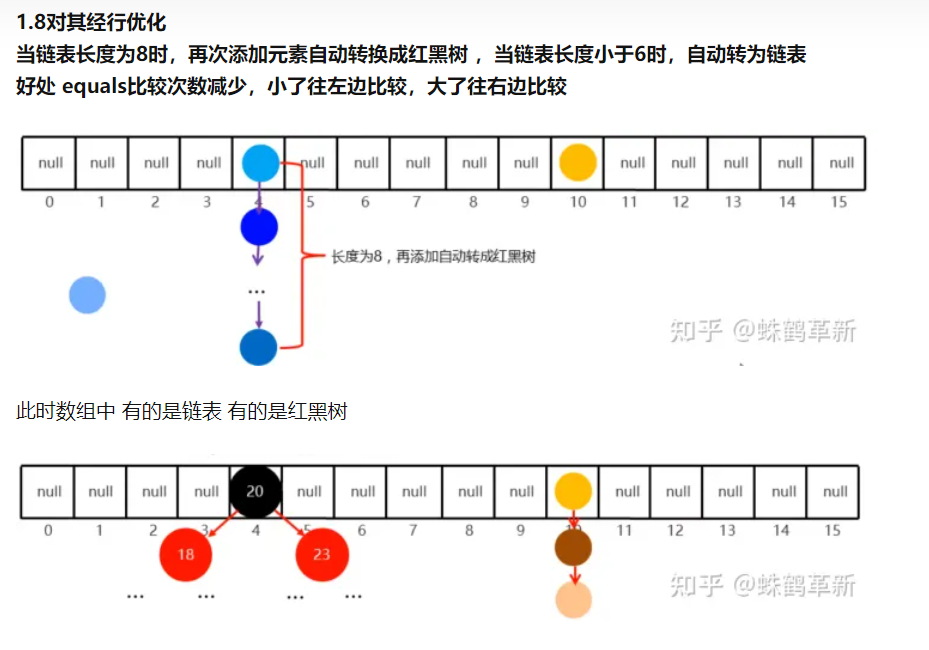 1.8对其经行优化
当链表长度为8时，再次添加元素自动转换成红黑树 ，当链表长度小于6时，自动转为链表
好处 equals比较次数减少，小了往左边比较，大了往右边比较
null null null null null null null null null null null null null null
0 1 2 3 4 5 6 7 8 9 10 11 12 13 14 15
长度为8，再添加自动转成红黑树
...
知乎 @蛛鹤革新
此时数组中 有的是链表 有的是红黑树
null null null null 20 null null null null null null null null null null
0 1 2 3 4 5 6 7 8 9 10 11 12 13 14 15
18 23
... ... ... ...
知乎 @蛛鹤革新